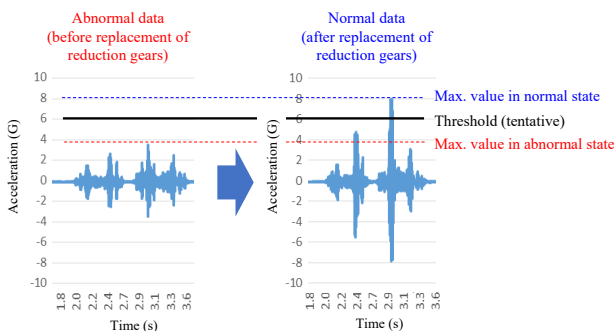 Abnormal data
(before replacement of
reduction gears)
Normal data
(after replacement of
reduction gears)
Acceleration (G)
10
8
6
4
2
0
-2
-4
-6
-8
-10
1.8 2.0 2.2 2.4 2.7 2.9 3.1 3.3 3.6
Time (s)
Acceleration (G)
10
8
6
4
2
0
-2
-4
-6
-8
-10
1.8 2.0 2.2 2.4 2.7 2.9 3.1 3.3 3.6
Time (s)
Max. value in normal state
Threshold (tentative)
Max. value in abnormal state